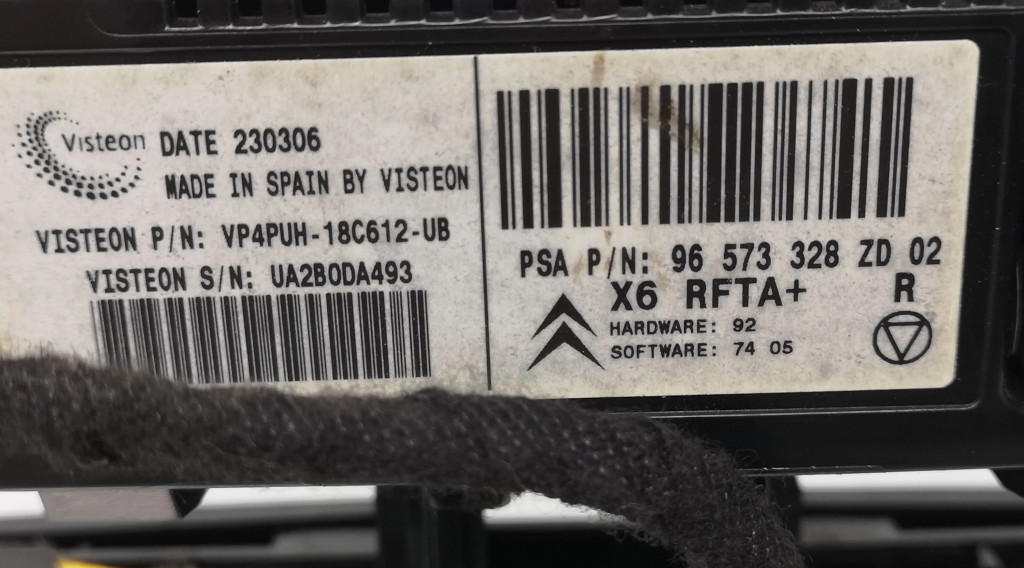 Visteon DATE 230306
MADE IN SPAIN BY VISTEON
VISTEON P/N: VP4PUH-18C612-UB
VISTEON S/N: UA2B0DA493
PSA P/N: 96 573 328 ZD 02
X6 RFTA+ R
HARDWARE: 92
SOFTWARE: 74 05